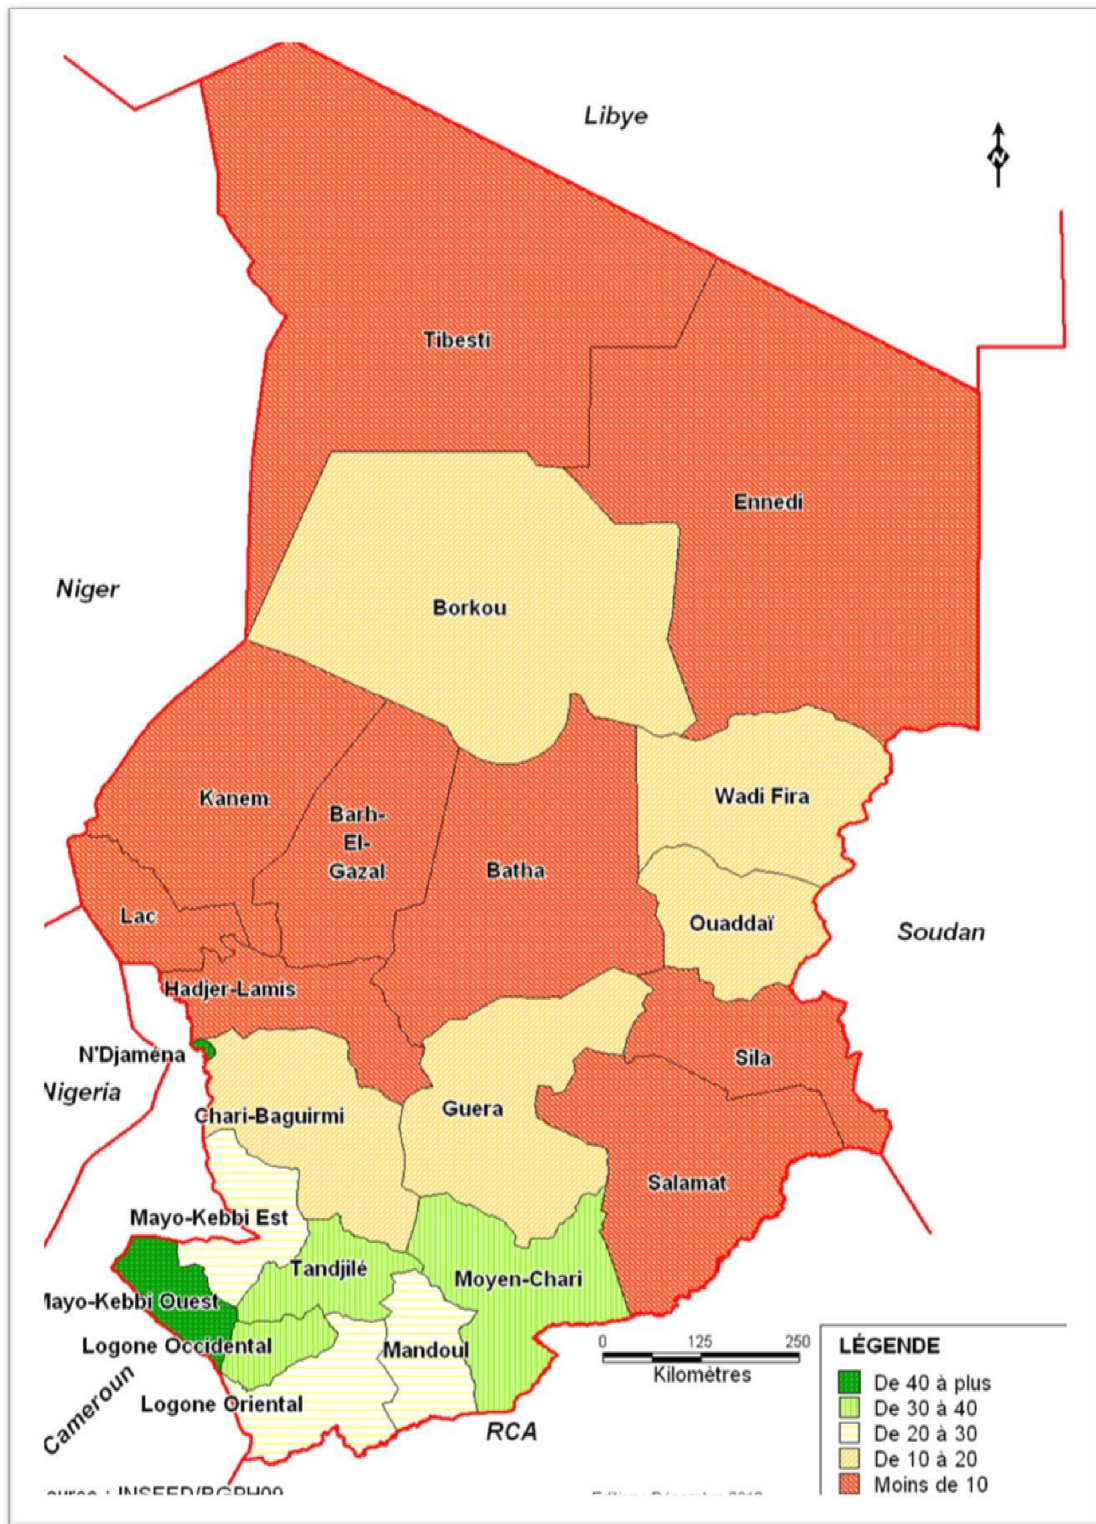 Libye
N
Tibesti
Ennedi
Niger
Borkou
Kanem
Barh-
El-
Gazal
Wadi Fira
Batha
Lac
Ouaddaï
Soudan
Hadjer-Lamis
N'Djaména
Sila
Nigeria
Chari-Baguirmi
Guera
Salamat
Mayo-Kebbi Est
Tandjilé
Moyen-Chari
Mayo-Kebbi Ouest
Logone Occidental
Mandoul
Logone Oriental
Cameroun
RCA
0 125 250
Kilomètres
LÉGENDE
De 40 à plus
De 30 à 40
De 20 à 30
De 10 à 20
Moins de 10
: INSEED/RGPH09